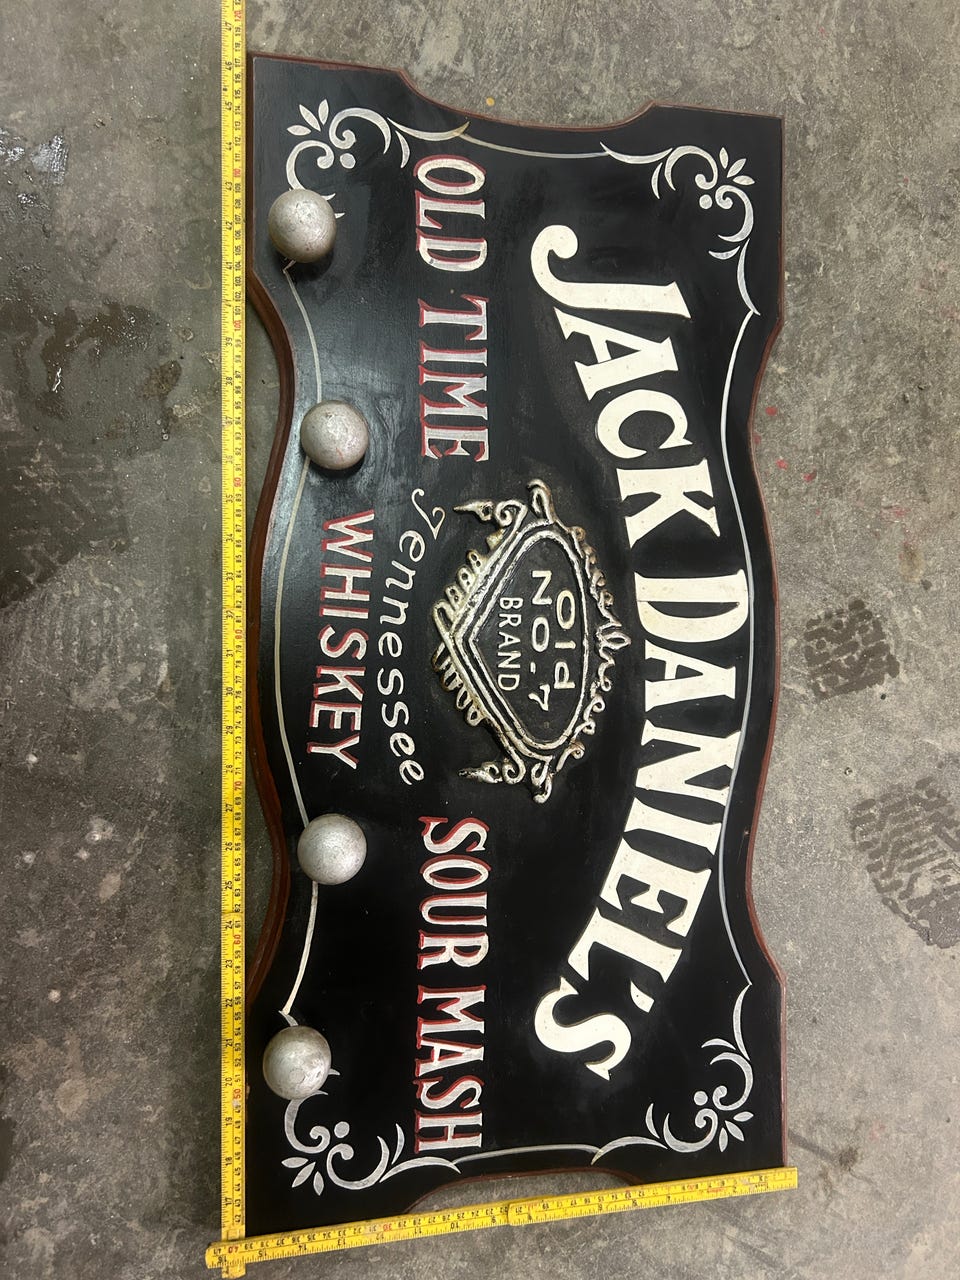 JACK DANIEL'S
Old
NO.7
BRAND
OLD TIME
SOUR MASH
Tennessee
WHISKEY